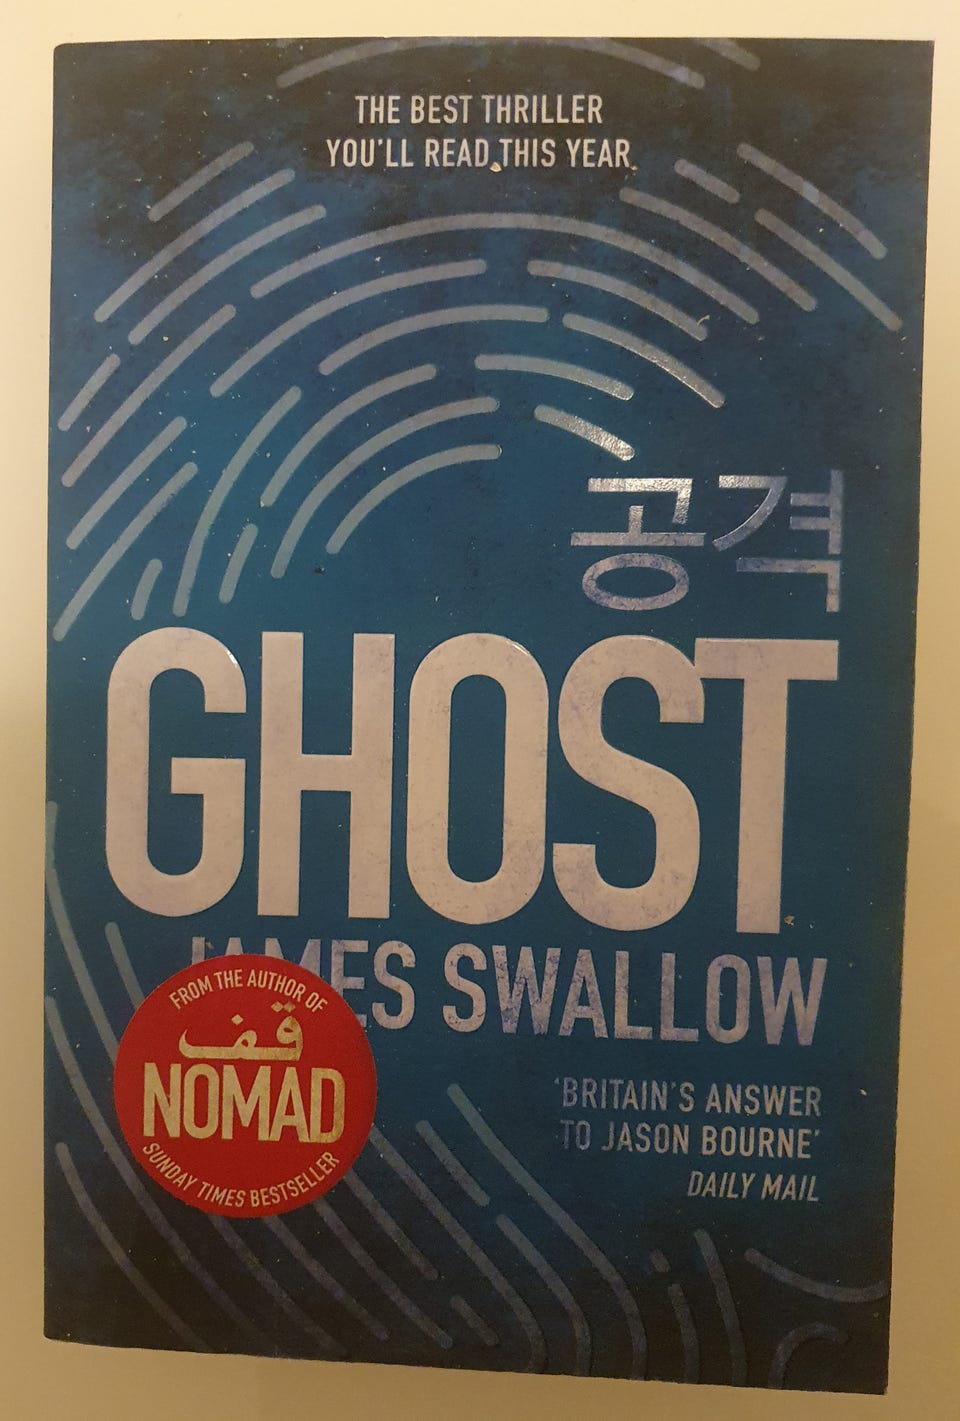 THE BEST THRILLER
YOU'LL READ THIS YEAR
공격
GHOST
JAMES SWALLOW
FROM THE AUTHOR OF
قف
NOMAD
SUNDAY TIMES BESTSELLER
'BRITAIN'S ANSWER
TO JASON BOURNE'
DAILY MAIL